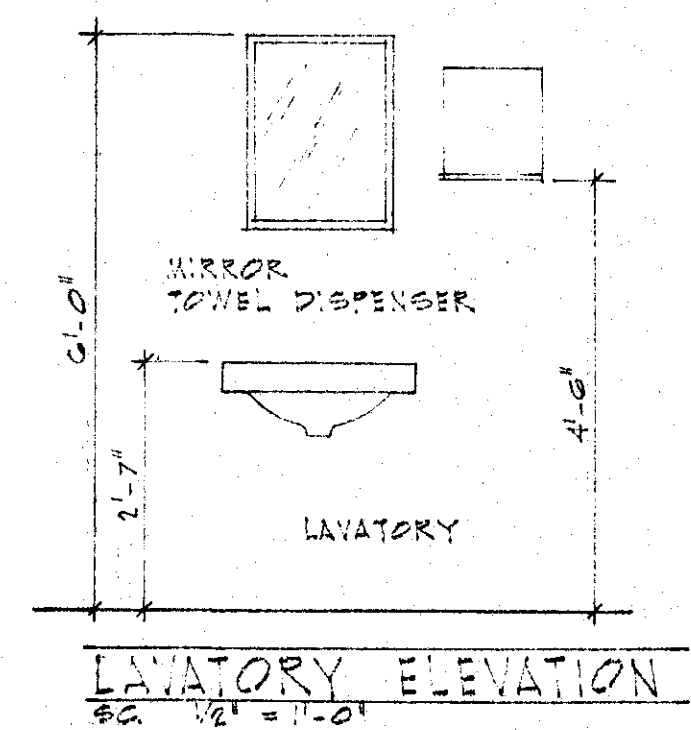 6'-0"
MIRROR
TOWEL DISPENSER
2'-7"
4'-6"
LAVATORY
LAVATORY ELEVATION
SC. 1/2" = 1'-0"